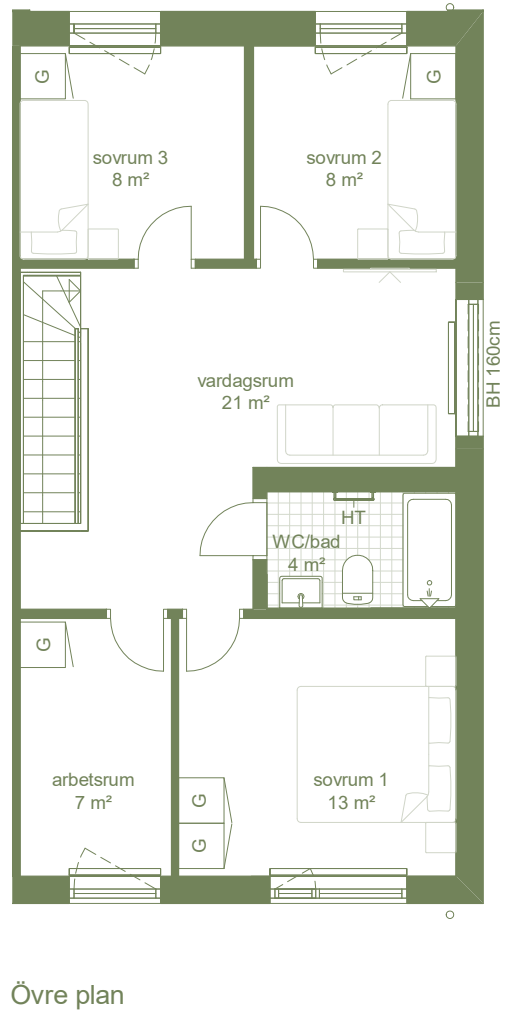 G
G
sovrum 3
8 m²
sovrum 2
8 m²
BH 160cm
vardagsrum
21 m²
HT
WC/bad
4 m²
G
arbetsrum
7 m²
G
G
sovrum 1
13 m²
Övre plan